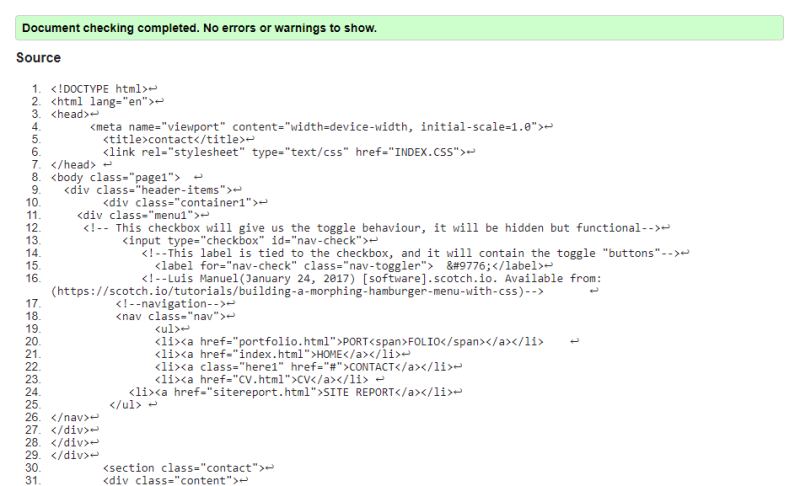 Document checking completed. No errors or warnings to show.
Source
1. <!DOCTYPE html>↩
2. <html lang="en">↩
3. <head>↩
4. <meta name="viewport" content="width=device-width, initial-scale=1.0">↩
5. <title>contact</title>↩
6. <link rel="stylesheet" type="text/css" href="INDEX.CSS">↩
7. </head> ↩
8. <body class="page1">  ↩
9. <div class="header-items">↩
10. <div class="container1">↩
11. <div class="menu1">↩
12. <!-- This checkbox will give us the toggle behaviour, it will be hidden but functional-->↩
13. <input type="checkbox" id="nav-check">↩
14. <!--This label is tied to the checkbox, and it will contain the toggle "buttons"-->↩
15. <label for="nav-check" class="nav-toggler">  &#9776;</label>↩
16. <!--Luis Manuel(January 24, 2017) [software].scotch.io. Available from:
(https://scotch.io/tutorials/building-a-morphing-hamburger-menu-with-css)--> ↩
17. <!--navigation-->↩
18. <nav class="nav">↩
19. <ul>↩
20. <li><a href="portfolio.html">PORT<span>FOLIO</span></a></li> ↩
21. <li><a href="index.html">HOME</a></li>↩
22. <li><a class="here1" href="#">CONTACT</a></li>↩
23. <li><a href="CV.html">CV</a></li> ↩
24. <li><a href="sitereport.html">SITE REPORT</a></li>↩
25. </ul> ↩
26. </nav>↩
27. </div>↩
28. </div>↩
29. </div>↩
30. <section class="contact">↩
31. <div class="content">↩